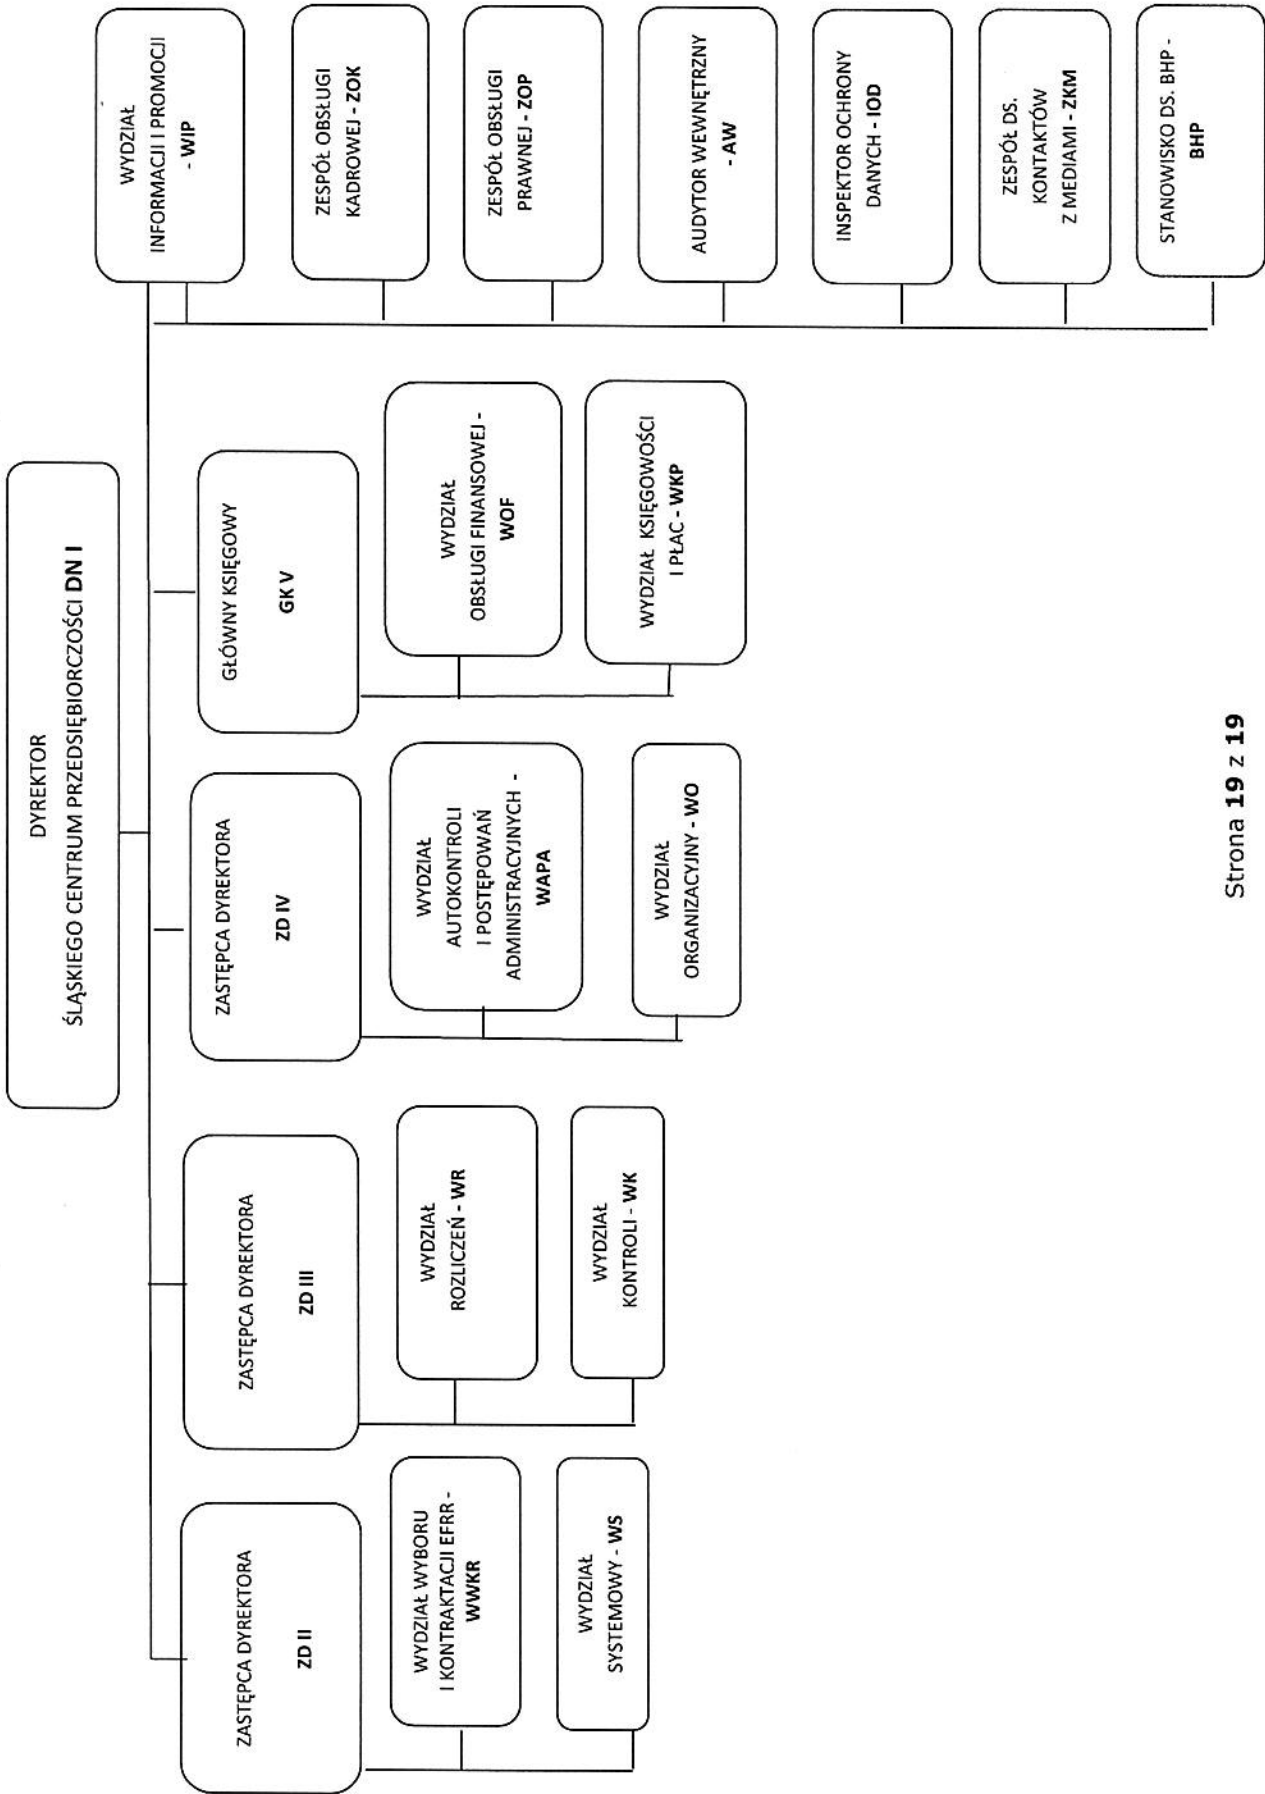 DYREKTOR
ŚLĄSKIEGO CENTRUM PRZEDSIĘBIORCZOŚCI DN I
ZASTĘPCA DYREKTORA
ZD II
WYDZIAŁ WYBORU
I KONTRAKTACJI EFRR -
WWKR
WYDZIAŁ
SYSTEMOWY - WS
ZASTĘPCA DYREKTORA
ZD III
WYDZIAŁ
ROZLICZEŃ - WR
WYDZIAŁ
KONTROLI - WK
ZASTĘPCA DYREKTORA
ZD IV
WYDZIAŁ
AUTOKONTROLI
I POSTĘPOWAŃ
ADMINISTRACYJNYCH -
WAPA
WYDZIAŁ
ORGANIZACYJNY - WO
GŁÓWNY KSIĘGOWY
GK V
WYDZIAŁ
OBSŁUGI FINANSOWEJ -
WOF
WYDZIAŁ KSIĘGOWOŚCI
I PŁAC - WKP
WYDZIAŁ
INFORMACJI I PROMOCJI
- WIP
ZESPÓŁ OBSŁUGI
KADROWEJ - ZOK
ZESPÓŁ OBSŁUGI
PRAWNEJ - ZOP
AUDYTOR WEWNĘTRZNY
- AW
INSPEKTOR OCHRONY
DANYCH - IOD
ZESPÓŁ DS.
KONTAKTÓW
Z MEDIAMI - ZKM
STANOWISKO DS. BHP -
BHP
Strona 19 z 19